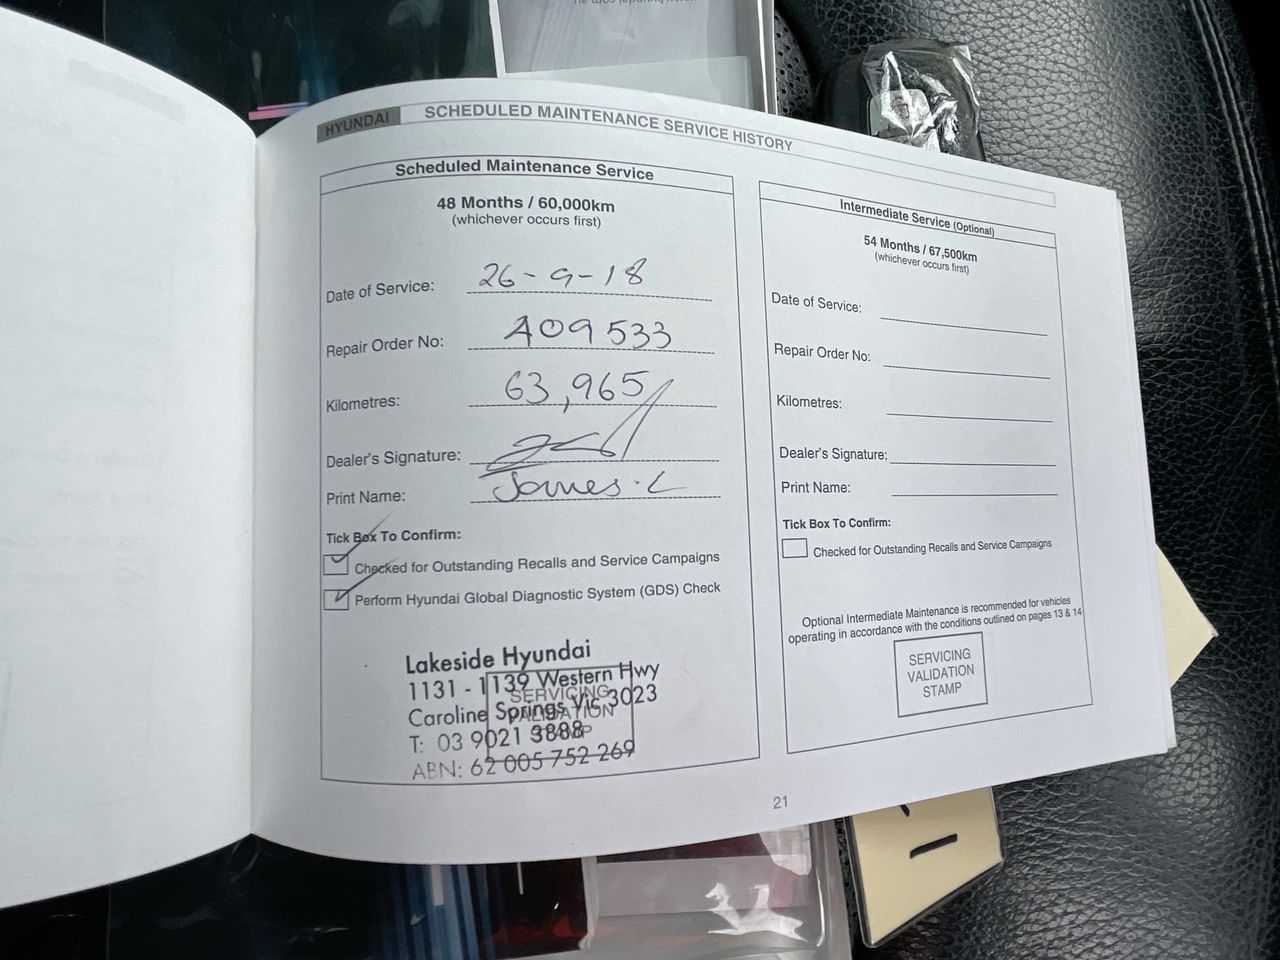 HYUNDAI SCHEDULED MAINTENANCE SERVICE HISTORY
Scheduled Maintenance Service
48 Months / 60,000km
(whichever occurs first)
Date of Service: 26-9-18
Repair Order No: 409533
Kilometres: 63,965
Dealer's Signature:
Print Name: James.L
Tick Box To Confirm:
Checked for Outstanding Recalls and Service Campaigns
Perform Hyundai Global Diagnostic System (GDS) Check
Lakeside Hyundai
1131 - 1139 Western Hwy
Caroline Springs Vic 3023
T: 03 9021 3888
ABN: 62 005 752 269
SERVICING
VALIDATION
STAMP
Intermediate Service (Optional)
54 Months / 67,500km
(whichever occurs first)
Date of Service:
Repair Order No:
Kilometres:
Dealer's Signature:
Print Name:
Tick Box To Confirm:
Checked for Outstanding Recalls and Service Campaigns
Optional Intermediate Maintenance is recommended for vehicles
operating in accordance with the conditions outlined on pages 13 & 14
SERVICING
VALIDATION
STAMP
21